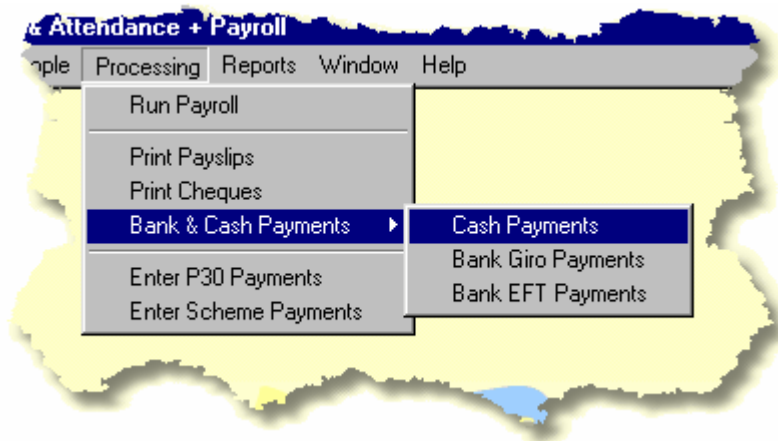 & Attendance + Payroll
Processing Reports Window Help
Run Payroll
Print Payslips
Print Cheques
Bank & Cash Payments
Cash Payments
Bank Giro Payments
Bank EFT Payments
Enter P30 Payments
Enter Scheme Payments